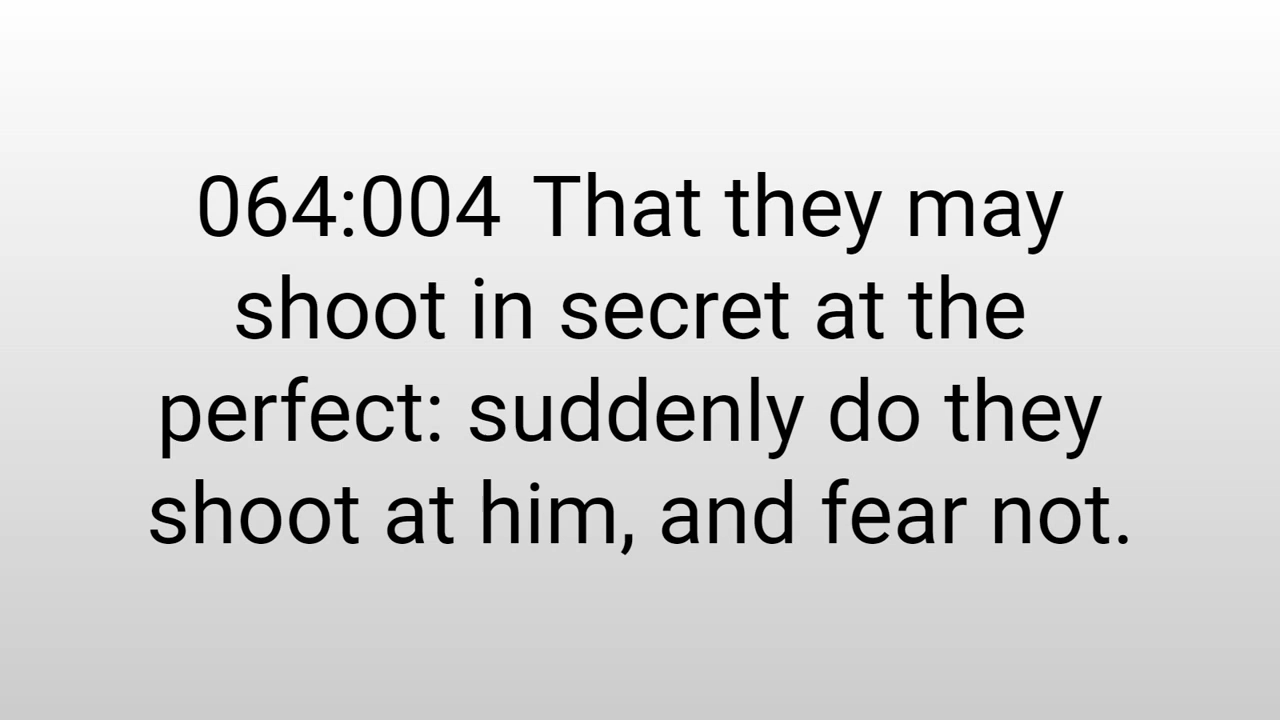 064:004 That they may
shoot in secret at the
perfect: suddenly do they
shoot at him, and fear not.